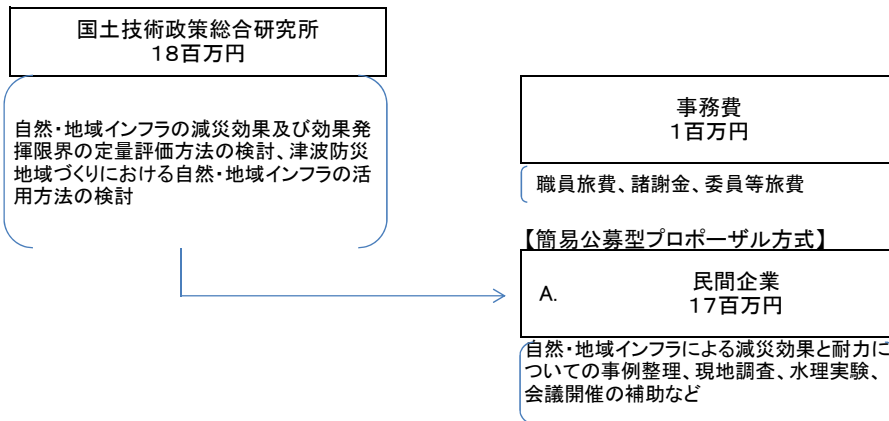 国土技術政策総合研究所
18百万円
自然・地域インフラの減災効果及び効果発
揮限界の定量評価方法の検討、津波防災
地域づくりにおける自然・地域インフラの活
用方法の検討
事務費
1百万円
職員旅費、諸謝金、委員等旅費
【簡易公募型プロポーザル方式】
A.
民間企業
17百万円
自然・地域インフラによる減災効果と耐力に
ついての事例整理、現地調査、水理実験、
会議開催の補助など